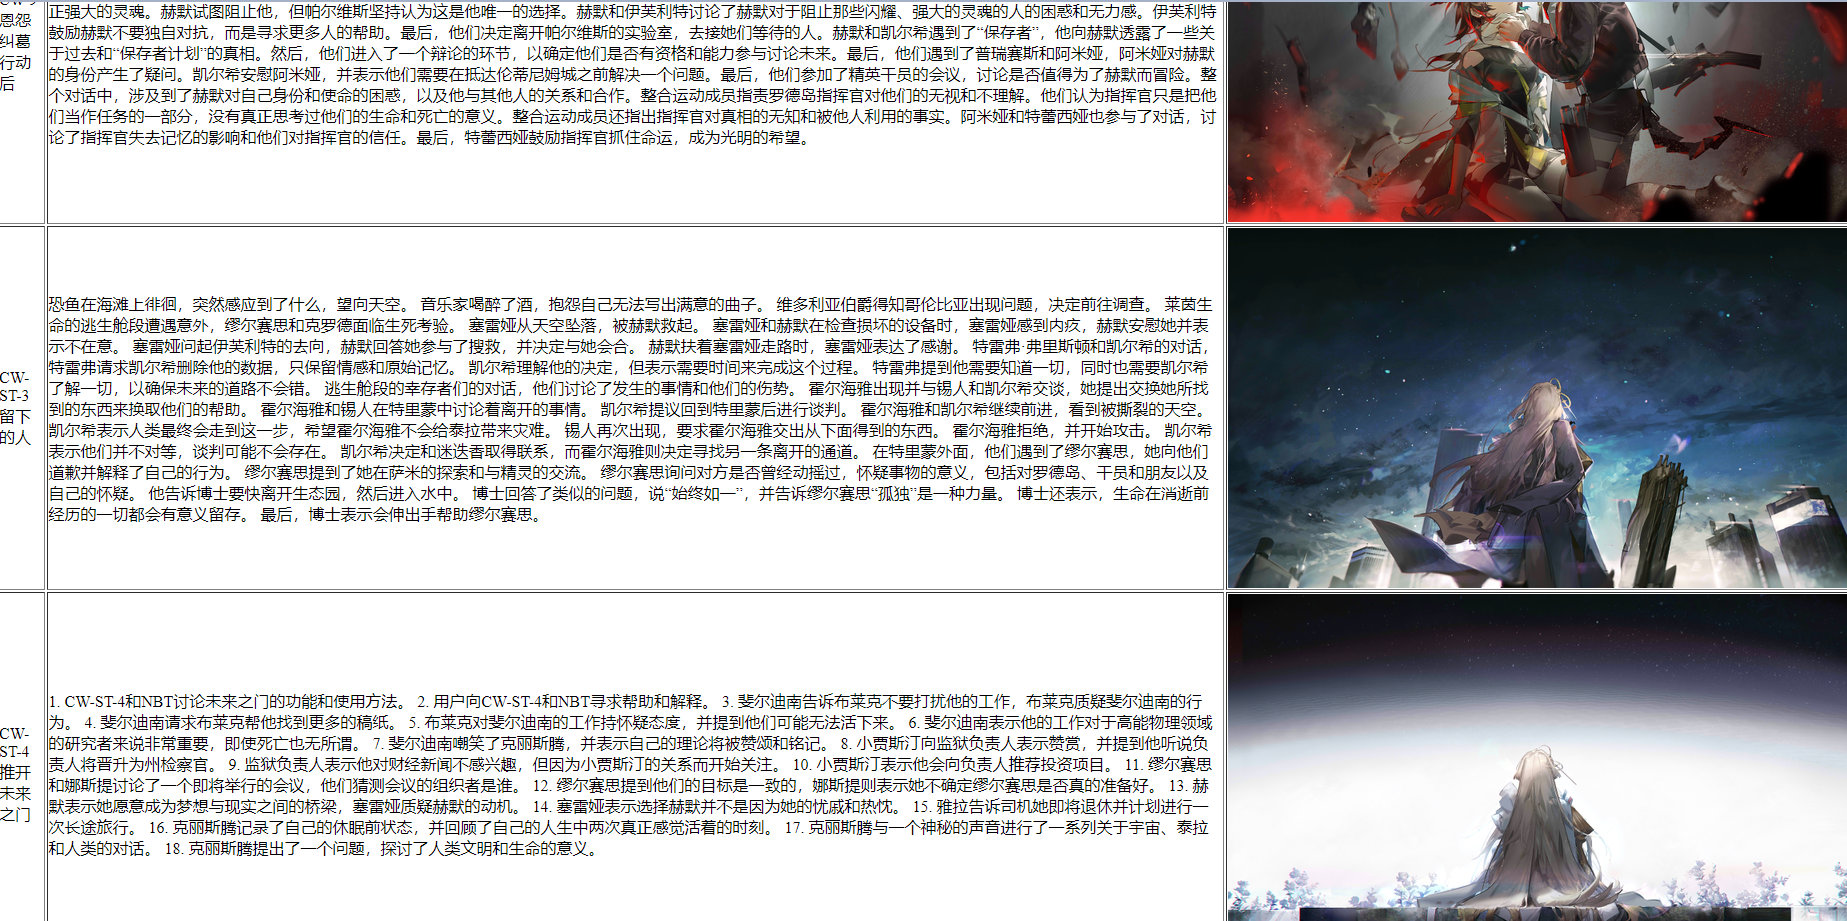 恩怨
纠葛
行动
后
正强大的灵魂。赫默试图阻止他，但帕尔维斯坚持认为这是他唯一的选择。赫默和伊芙利特讨论了赫默对于阻止那些闪耀、强大的灵魂的人的困惑和无力感。伊芙利特
鼓励赫默不要独自对抗，而是寻求更多人的帮助。最后，他们决定离开帕尔维斯的实验室，去接她们等待的人。赫默和凯尔希遇到了“保存者”，他向赫默透露了一些关
于过去和“保存者计划”的真相。然后，他们进入了一个辩论的环节，以确定他们是否有资格和能力参与讨论未来。最后，他们遇到了普瑞赛斯和阿米娅，阿米娅对赫默
的身份产生了疑问。凯尔希安慰阿米娅，并表示他们需要在抵达伦蒂尼姆城之前解决一个问题。最后，他们参加了精英干员的会议，讨论是否值得为了赫默而冒险。整
个对话中，涉及到了赫默对自己身份和使命的困惑，以及他与其他人的关系和合作。整合运动成员指责罗德岛指挥官对他们的无视和不理解。他们认为指挥官只是把他
们当作任务的一部分，没有真正思考过他们的生命和死亡的意义。整合运动成员还指出指挥官对真相的无知和被他人利用的事实。阿米娅和特蕾西娅也参与了对话，讨
论了指挥官失去记忆的影响和他们对指挥官的信任。最后，特蕾西娅鼓励指挥官抓住命运，成为光明的希望。
CW-
ST-3
留下
的人
恐鱼在海滩上徘徊，突然感应到了什么，望向天空。 音乐家喝醉了酒，抱怨自己无法写出满意的曲子。 维多利亚伯爵得知哥伦比亚出现问题，决定前往调查。 莱茵生
命的逃生舱段遭遇意外，缪尔赛思和克罗德面临生死考验。 塞雷娅从天空坠落，被赫默救起。 塞雷娅和赫默在检查损坏的设备时，塞雷娅感到内疚，赫默安慰她并表
示不在意。 塞雷娅问起伊芙利特的去向，赫默回答她参与了搜救，并决定与她会合。 赫默扶着塞雷娅走路时，塞雷娅表达了感谢。 特雷弗·弗里斯顿和凯尔希的对话，
特雷弗请求凯尔希删除他的数据，只保留情感和原始记忆。 凯尔希理解他的决定，但表示需要时间来完成这个过程。 特雷弗提到他需要知道一切，同时也需要凯尔希
了解一切，以确保未来的道路不会错。 逃生舱段的幸存者们的对话，他们讨论了发生的事情和他们的伤势。 霍尔海雅出现并与锡人和凯尔希交谈，她提出交换她所找
到的东西来换取他们的帮助。 霍尔海雅和锡人在特里蒙中讨论着离开的事情。 凯尔希提议回到特里蒙后进行谈判。 霍尔海雅和凯尔希继续前进，看到被撕裂的天空。
凯尔希表示人类最终会走到这一步，希望霍尔海雅不会给泰拉带来灾难。 锡人再次出现，要求霍尔海雅交出从下面得到的东西。 霍尔海雅拒绝，并开始攻击。 凯尔希
表示他们并不对等，谈判可能不会存在。 凯尔希决定和迷迭香取得联系，而霍尔海雅则决定寻找另一条离开的通道。 在特里蒙外面，他们遇到了缪尔赛思，她向他们
道歉并解释了自己的行为。 缪尔赛思提到了她在萨米的探索和与精灵的交流。 缪尔赛思询问对方是否曾经动摇过，怀疑事物的意义，包括对罗德岛、干员和朋友以及
自己的怀疑。 他告诉博士要快离开生态园，然后进入水中。 博士回答了类似的问题，说“始终如一”，并告诉缪尔赛思“孤独”是一种力量。 博士还表示，生命在消逝前
经历的一切都会有意义留存。 最后，博士表示会伸出手帮助缪尔赛思。
CW-
ST-4
推开
未来
之门
1. CW-ST-4和NBT讨论未来之门的功能和使用方法。 2. 用户向CW-ST-4和NBT寻求帮助和解释。 3. 斐尔迪南告诉布莱克不要打扰他的工作，布莱克质疑斐尔迪南的行
为。 4. 斐尔迪南请求布莱克帮他找到更多的稿纸。 5. 布莱克对斐尔迪南的工作持怀疑态度，并提到他们可能无法活下来。 6. 斐尔迪南表示他的工作对于高能物理领域
的研究者来说非常重要，即使死亡也无所谓。 7. 斐尔迪南嘲笑了克丽斯腾，并表示自己的理论将被赞颂和铭记。 8. 小贾斯汀向监狱负责人表示赞赏，并提到他听说负
责人将晋升为州检察官。 9. 监狱负责人表示他对财经新闻不感兴趣，但因为小贾斯汀的关系而开始关注。 10. 小贾斯汀表示他会向负责人推荐投资项目。 11. 缪尔赛思
和娜斯提讨论了一个即将举行的会议，他们猜测会议的组织者是谁。 12. 缪尔赛思提到他们的目标是一致的，娜斯提则表示她不确定缪尔赛思是否真的准备好。 13. 赫
默表示她愿意成为梦想与现实之间的桥梁，塞雷娅质疑赫默的动机。 14. 塞雷娅表示选择赫默并不是因为她的忧戚和热忱。 15. 雅拉告诉司机她即将退休并计划进行一
次长途旅行。 16. 克丽斯腾记录了自己的休眠前状态，并回顾了自己的人生中两次真正感觉活着的时刻。 17. 克丽斯腾与一个神秘的声音进行了一系列关于宇宙、泰拉
和人类的对话。 18. 克丽斯腾提出了一个问题，探讨了人类文明和生命的意义。